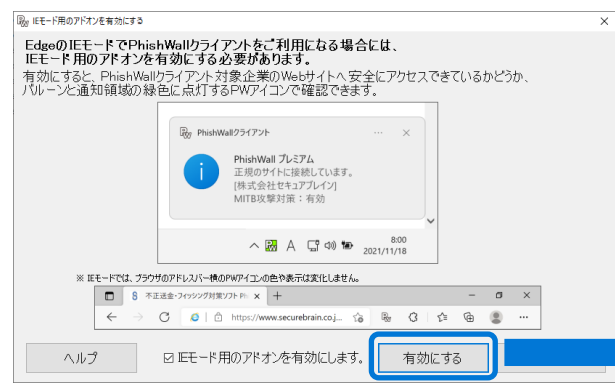 IEモード用のアドオンを有効にする
EdgeのIEモードでPhishWallクライアントをご利用になる場合には、
IEモード用のアドオンを有効にする必要があります。
有効にすると、PhishWallクライアント対象企業のWebサイトへ安全にアクセスできているかどうか、
バルーンと通知領域の緑色に点灯するPWアイコンで確認できます。
PhishWallクライアント
PhishWall プレミアム
正規のサイトに接続しています。
[株式会社セキュアブレイン]
MITB攻撃対策：有効
A
8:00
2021/11/18
※ IEモードでは、ブラウザのアドレスバー横のPWアイコンの色や表示は変化しません。
不正送金・フィッシング対策ソフト Phi
https://www.securebrain.co.j...
ヘルプ
IEモード用のアドオンを有効にします。
有効にする